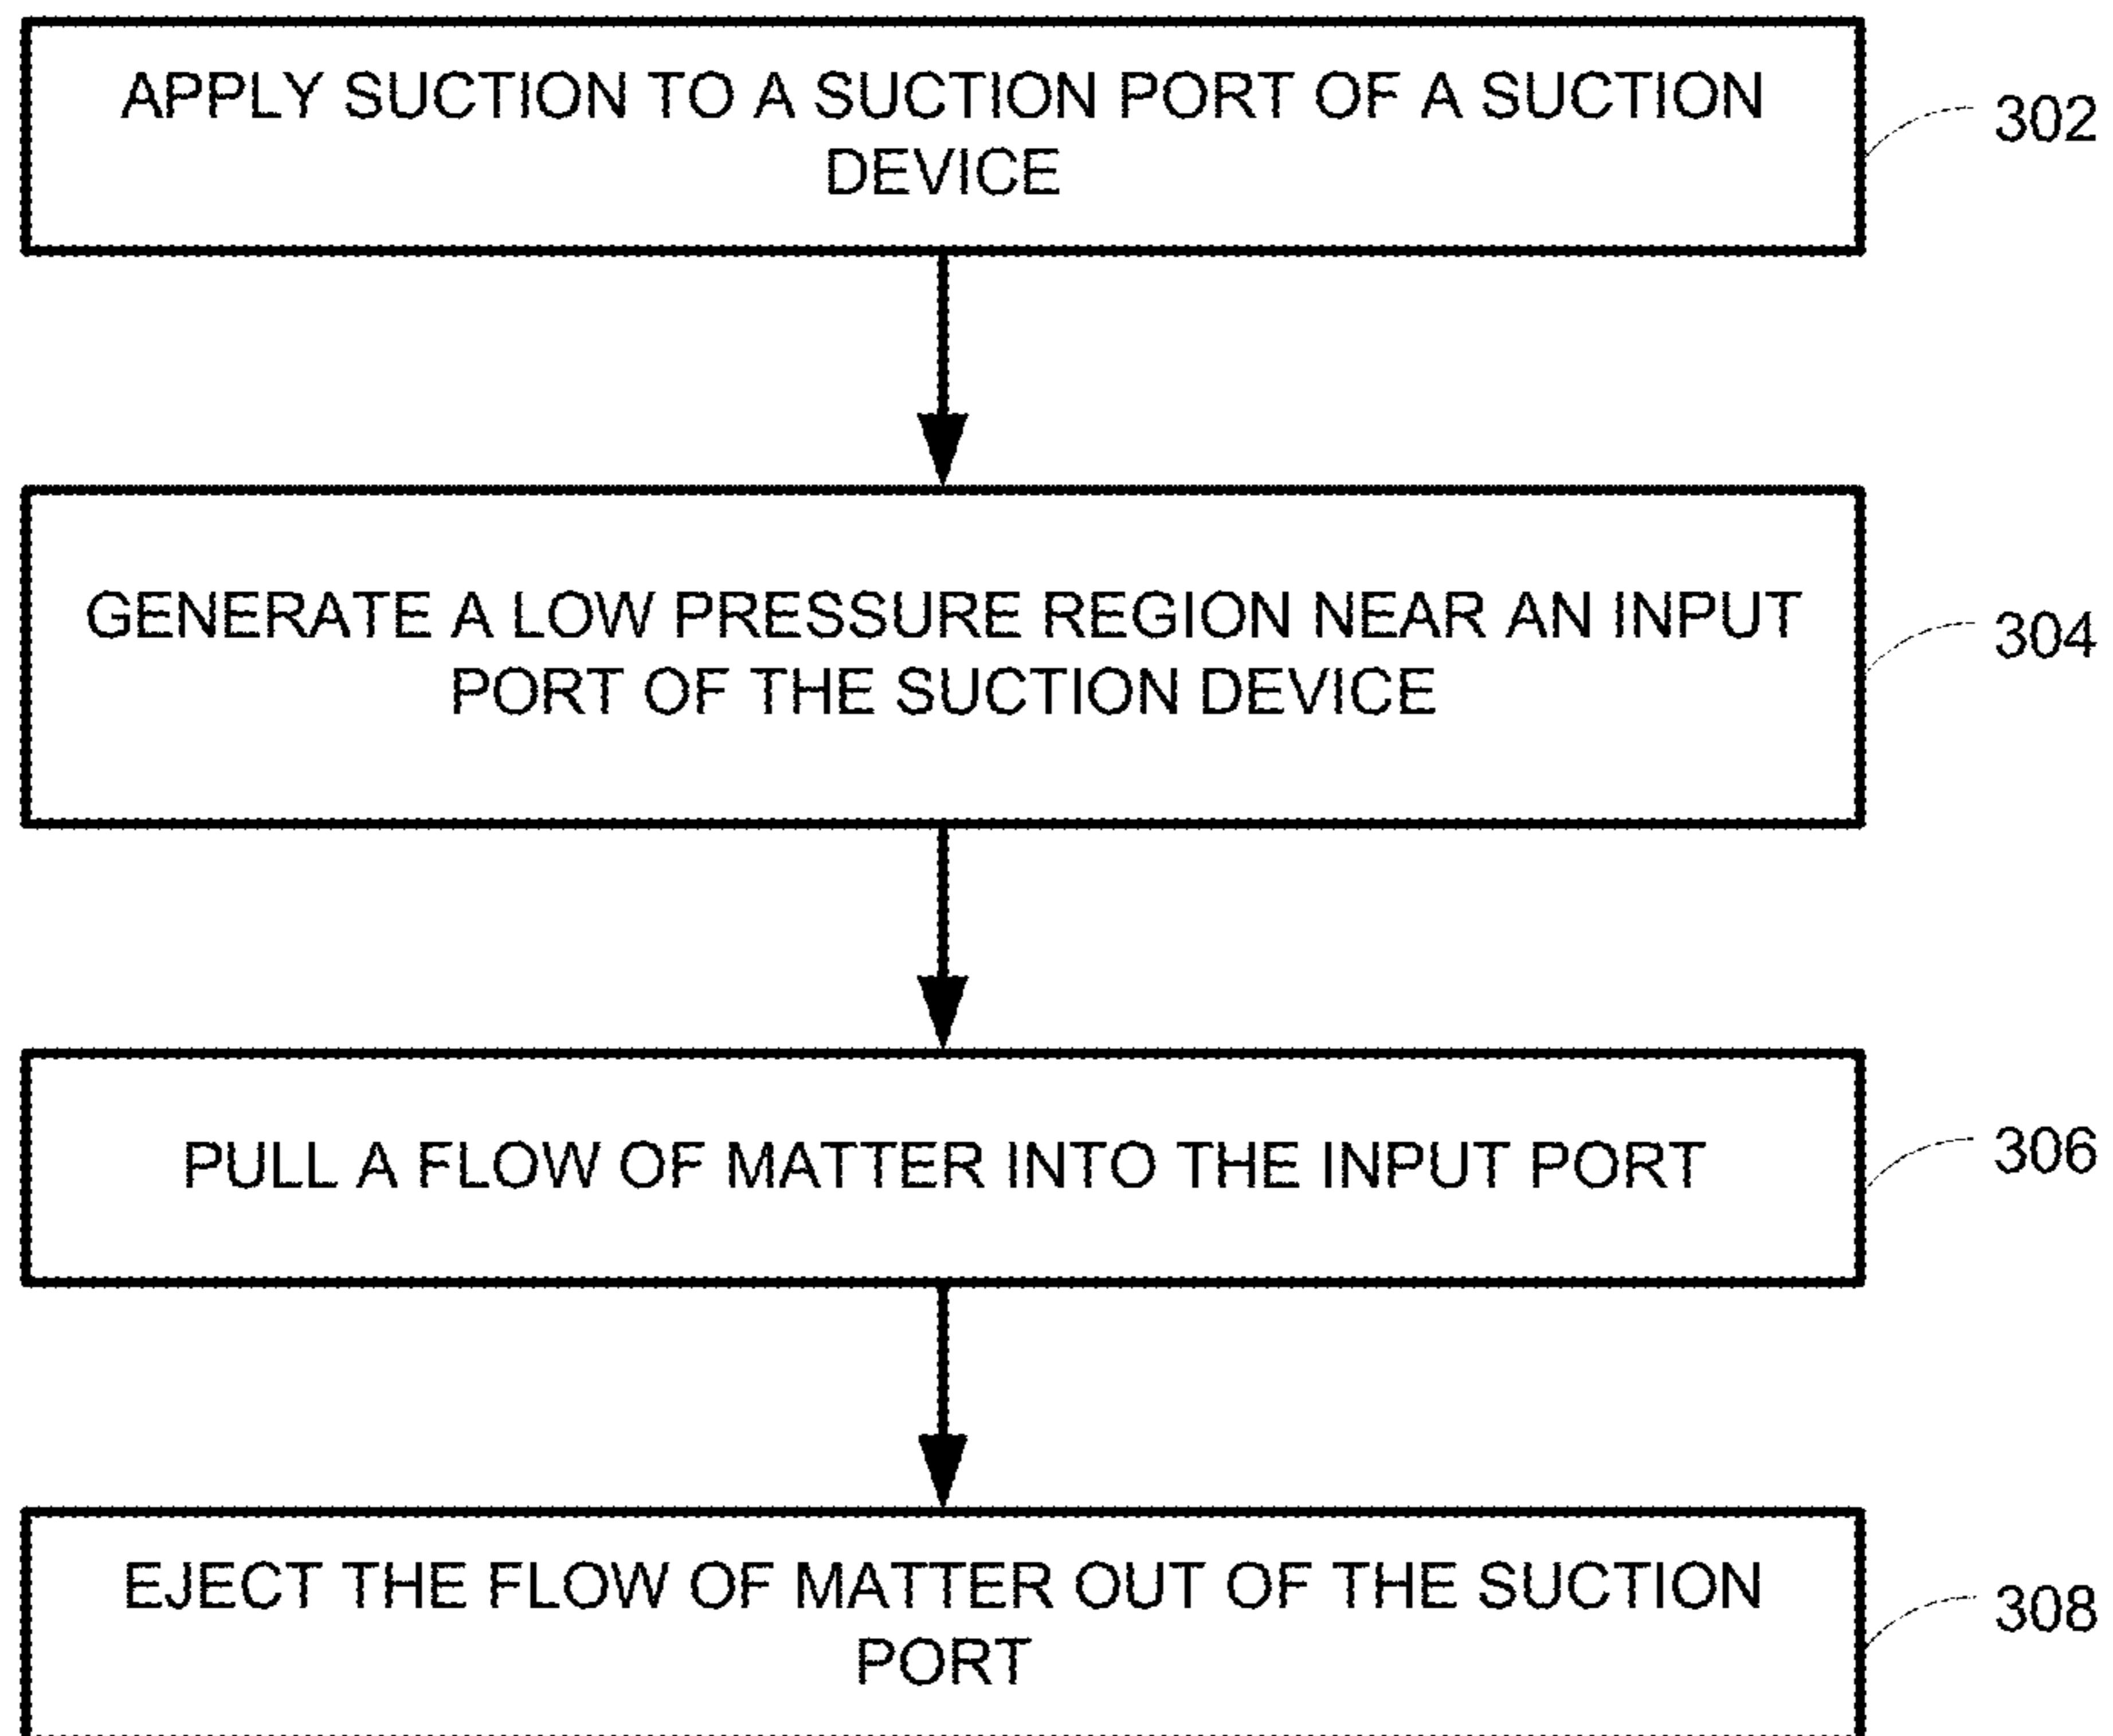 APPLY SUCTION TO A SUCTION PORT OF A SUCTION
DEVICE
302
GENERATE A LOW PRESSURE REGION NEAR AN INPUT
PORT OF THE SUCTION DEVICE
304
PULL A FLOW OF MATTER INTO THE INPUT PORT
306
EJECT THE FLOW OF MATTER OUT OF THE SUCTION
PORT
308